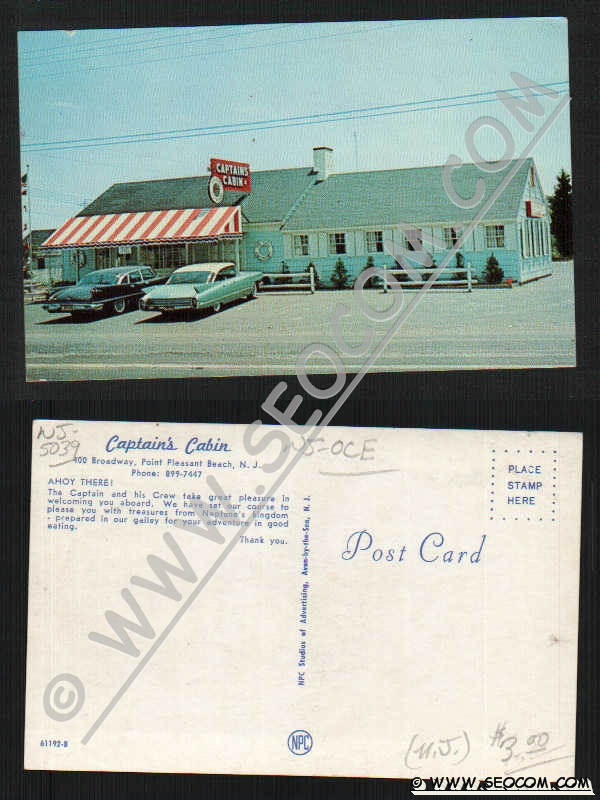 CAPTAIN'S
CABIN
© WWW.SEOCOM.COM
NJ-
5039
NJ-OCE
Captain's Cabin
400 Broadway, Point Pleasant Beach, N. J.
Phone: 899-7447
AHOY THERE!
The Captain and his Crew take great pleasure in
welcoming you aboard. We have set our course to
please you with treasures from Neptune's kingdom
- prepared in our galley for your adventure in good
eating.
Thank you.
NPC Studios of Advertising, Avon-by-the-Sea, N. J.
Post Card
PLACE
STAMP
HERE
61192-B
NPC
(N.J.)
$3.00
© WWW.SEOCOM.COM